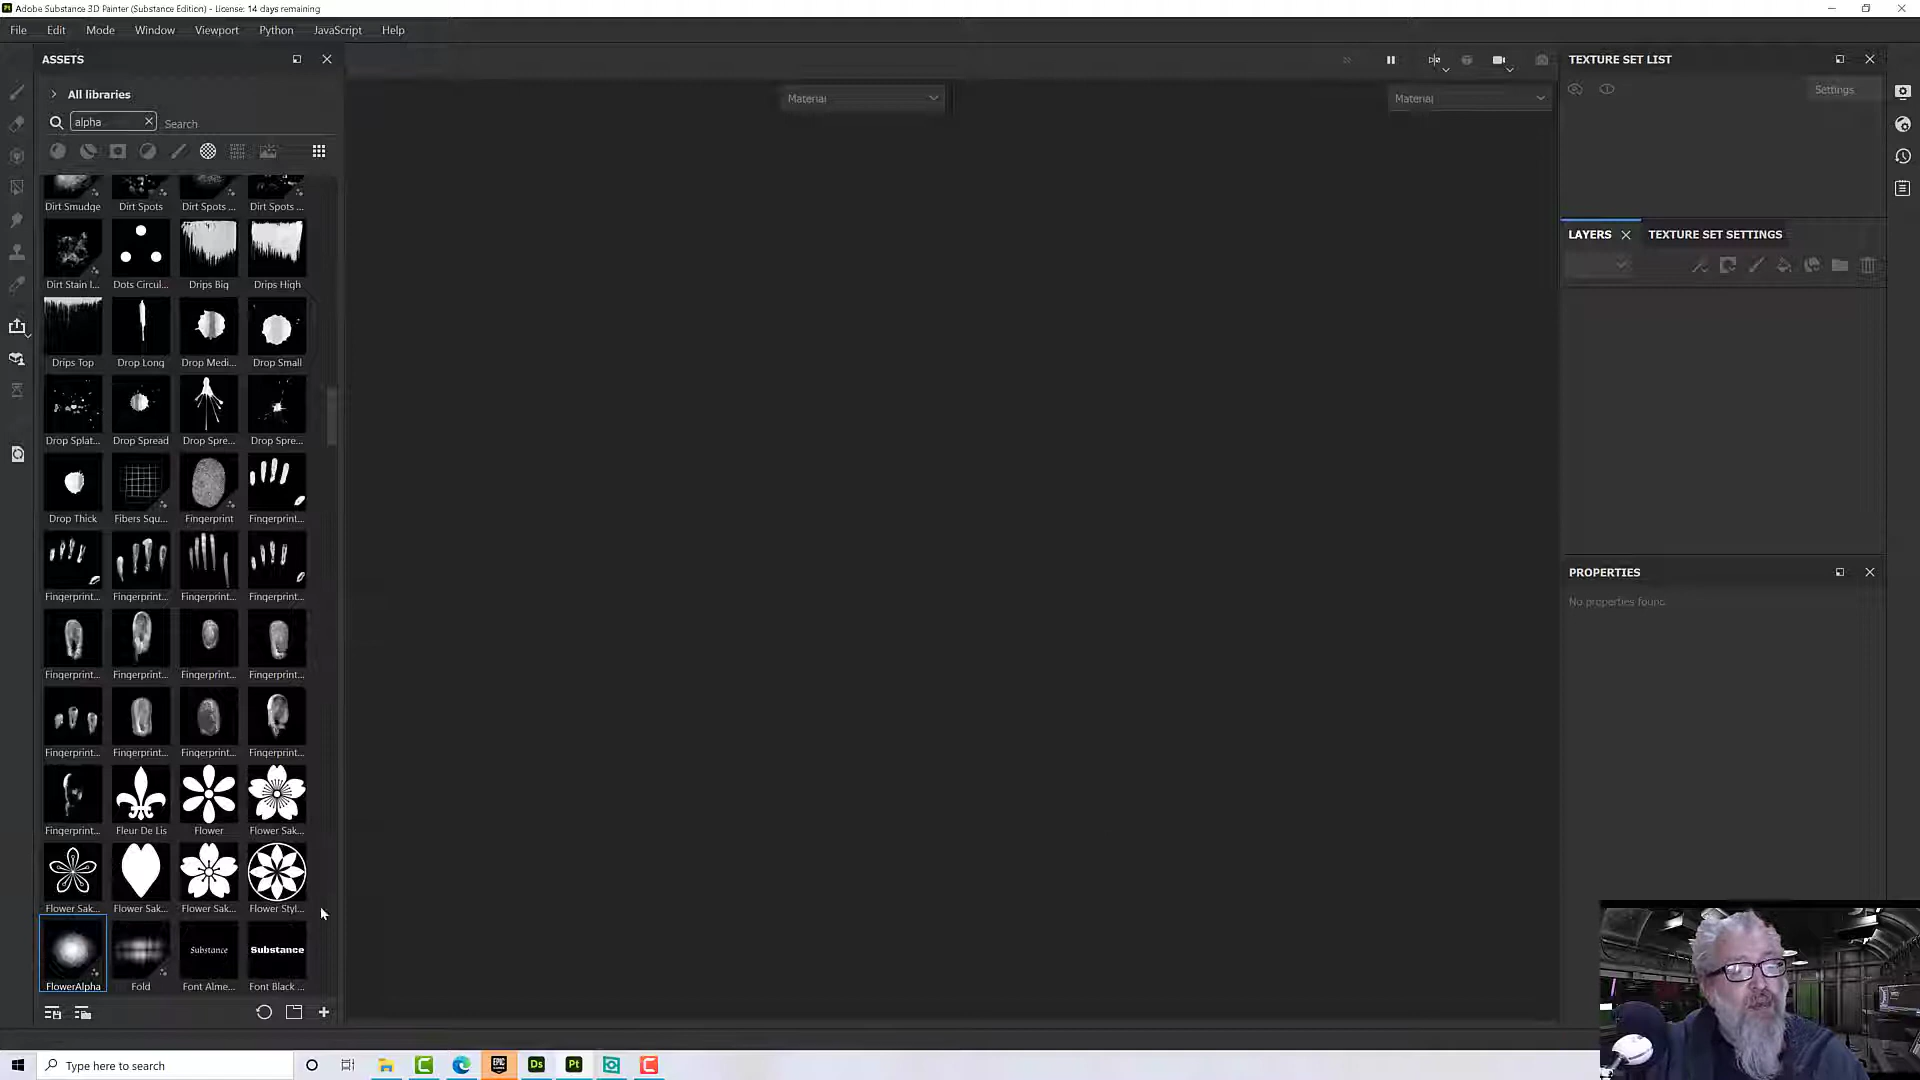 Pt Adobe Substance 3D Painter (Substance Edition) - License: 14 days remaining
File Edit Mode Window Viewport Python JavaScript Help
ASSETS
All libraries
alpha Search
Dirt Smudge Dirt Spots Dirt Spots ... Dirt Spots ...
Dirt Stain I... Dots Circul... Drips Big Drips High
Drips Top Drop Long Drop Medi... Drop Small
Drop Splat... Drop Spread Drop Spre... Drop Spre...
Drop Thick Fibers Squ... Fingerprint Fingerprint...
Fingerprint... Fingerprint... Fingerprint... Fingerprint...
Fingerprint... Fingerprint... Fingerprint... Fingerprint...
Fingerprint... Fingerprint... Fingerprint... Fingerprint...
Fingerprint... Fleur De Lis Flower Flower Sak...
Flower Sak... Flower Sak... Flower Sak... Flower Styl...
Substance Substance
FlowerAlpha Fold Font Alme... Font Black ...
Material Material
TEXTURE SET LIST
Settings
LAYERS TEXTURE SET SETTINGS
PROPERTIES
No properties found
Type here to search
EPIC Ds Pt